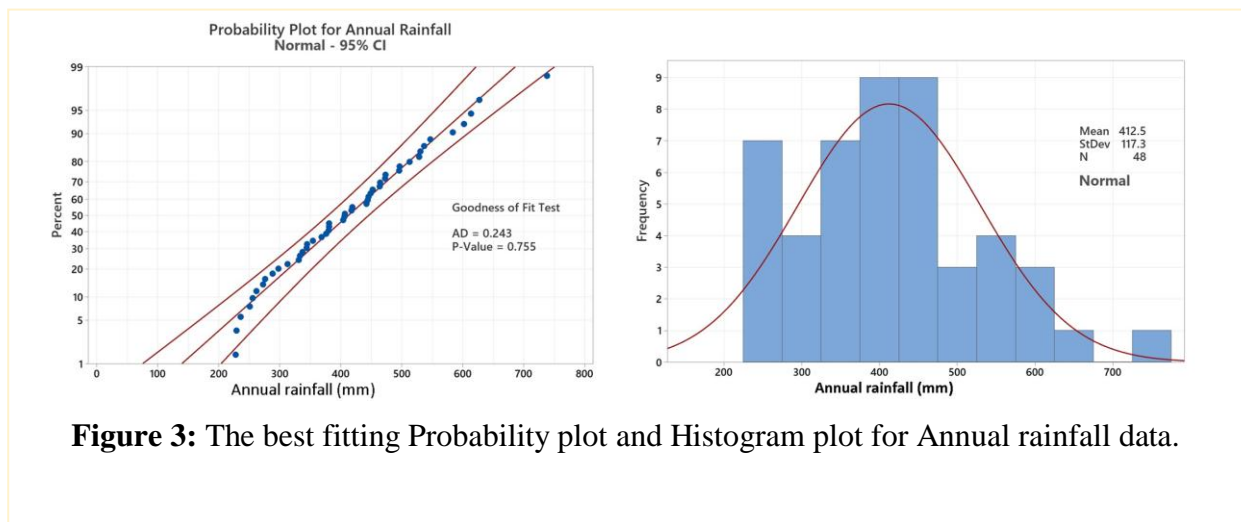 Probability Plot for Annual Rainfall
Normal - 95% CI
99
95
90
80
70
60
50
40
30
20
10
5
1
Percent
Goodness of Fit Test
AD = 0.243
P-Value = 0.755
0 100 200 300 400 500 600 700 800
Annual rainfall (mm)
9
8
7
6
5
4
3
2
1
0
Frequency
Mean 412.5
StDev 117.3
N 48
Normal
200 300 400 500 600 700
Annual rainfall (mm)
Figure 3: The best fitting Probability plot and Histogram plot for Annual rainfall data.